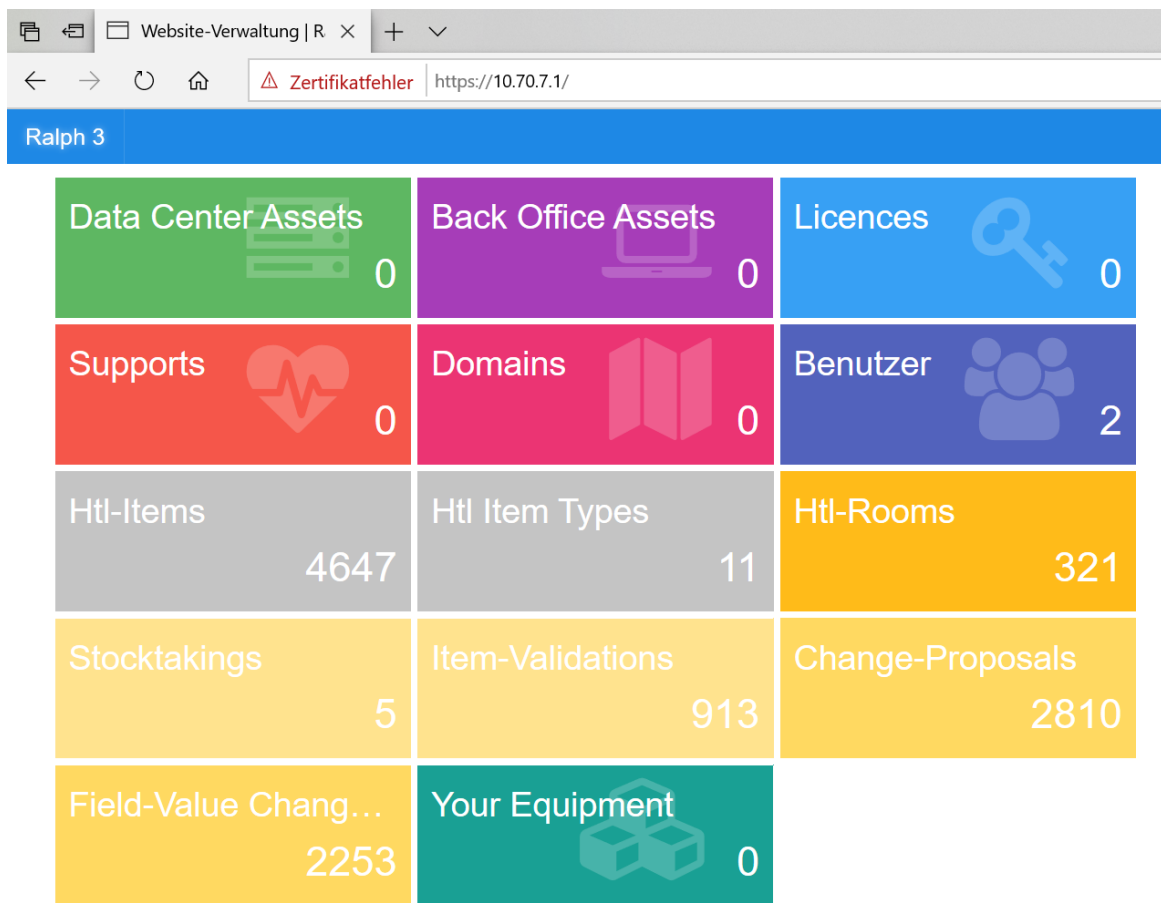 Website-Verwaltung | R
Zertifikatfehler
https://10.70.7.1/
Ralph 3
Data Center Assets
0
Back Office Assets
0
Licences
0
Supports
0
Domains
0
Benutzer
2
Htl-Items
4647
Htl Item Types
11
Htl-Rooms
321
Stocktakings
5
Item-Validations
913
Change-Proposals
2810
Field-Value Chang...
2253
Your Equipment
0